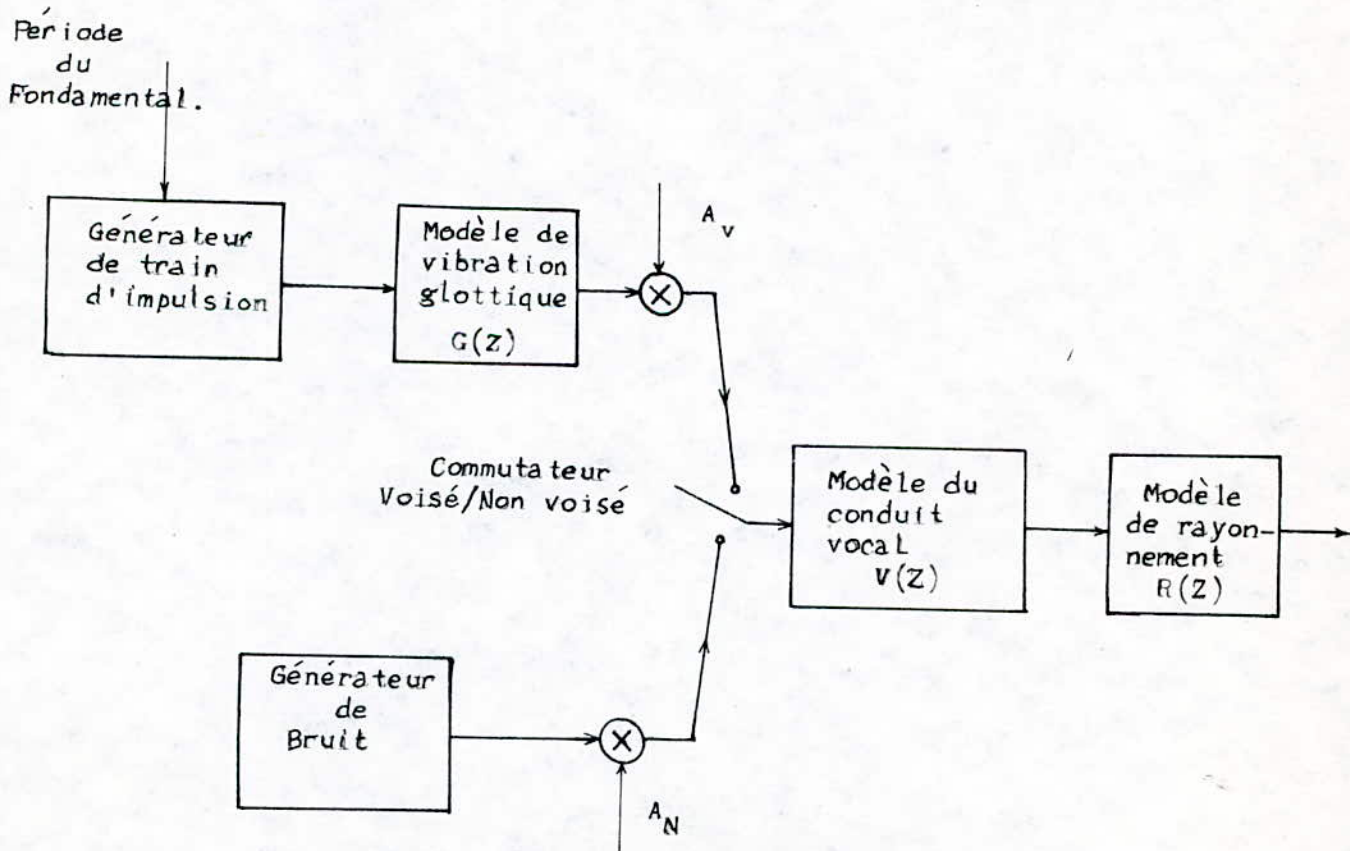 Période
du
Fondamental.
Générateur
de train
d'impulsion
Modèle de
vibration
glottique
G(Z)
A_v
Commutateur
Voisé/Non voisé
Modèle du
conduit
vocal
V(Z)
Modèle
de rayon-
nement
R(Z)
Générateur
de
Bruit
A_N